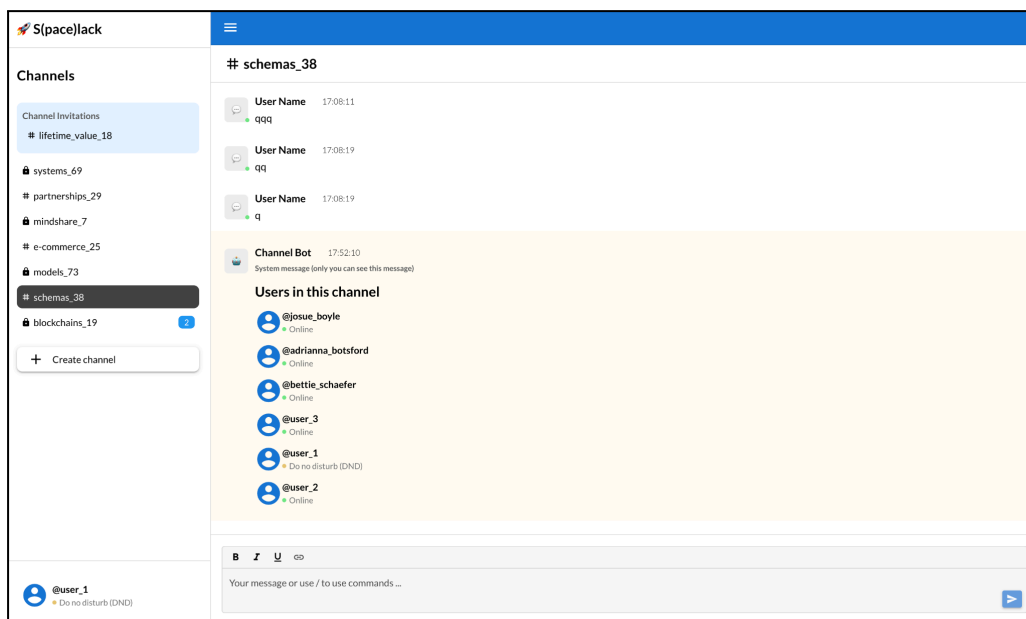 S(pace)lack
Channels
Channel Invitations
# lifetime_value_18
systems_69
# partnerships_29
mindshare_7
# e-commerce_25
models_73
# schemas_38
blockchains_19 2
+ Create channel
@user_1
Do no disturb (DND)
# schemas_38
User Name 17:08:11
qqq
User Name 17:08:19
qq
User Name 17:08:19
q
Channel Bot 17:52:10
System message (only you can see this message)
Users in this channel
@josue_boyle
Online
@adrianna_botsford
Online
@bettie_schaefer
Online
@user_3
Online
@user_1
Do no disturb (DND)
@user_2
Online
B I U
Your message or use / to use commands ...